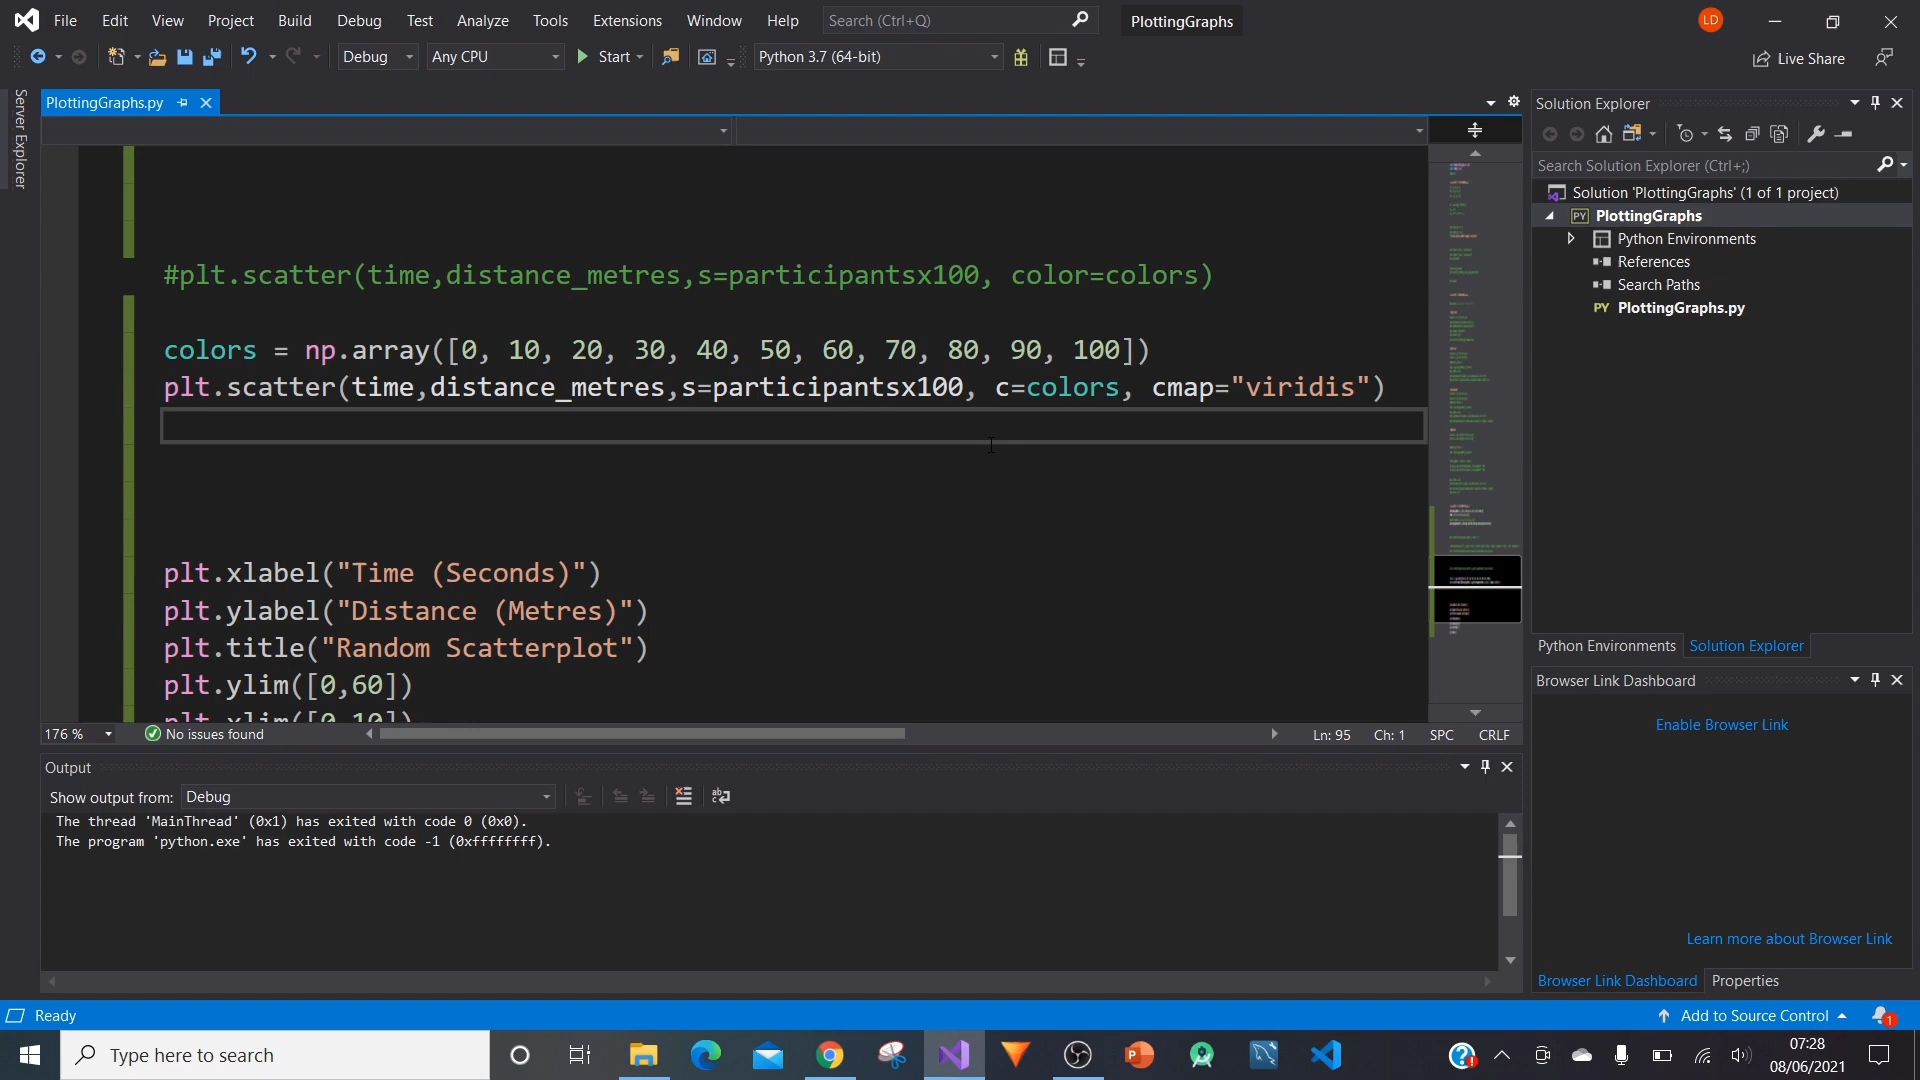 File Edit View Project Build Debug Test Analyze Tools Extensions Window Help Search (Ctrl+Q) PlottingGraphs LD
Debug Any CPU Start Python 3.7 (64-bit) Live Share
Server Explorer
PlottingGraphs.py
#plt.scatter(time,distance_metres,s=participantsx100, color=colors)
colors = np.array([0, 10, 20, 30, 40, 50, 60, 70, 80, 90, 100])
plt.scatter(time,distance_metres,s=participantsx100, c=colors, cmap="viridis")
plt.xlabel("Time (Seconds)")
plt.ylabel("Distance (Metres)")
plt.title("Random Scatterplot")
plt.ylim([0,60])
plt.xlim([0,10])
176 % No issues found Ln: 95 Ch: 1 SPC CRLF
Output
Show output from: Debug
The thread 'MainThread' (0x1) has exited with code 0 (0x0).
The program 'python.exe' has exited with code -1 (0xffffffff).
Solution Explorer
Search Solution Explorer (Ctrl+;)
Solution 'PlottingGraphs' (1 of 1 project)
PY PlottingGraphs
Python Environments
References
Search Paths
PY PlottingGraphs.py
Python Environments Solution Explorer
Browser Link Dashboard
Enable Browser Link
Learn more about Browser Link
Browser Link Dashboard Properties
Ready Add to Source Control 1
Type here to search
07:28
08/06/2021